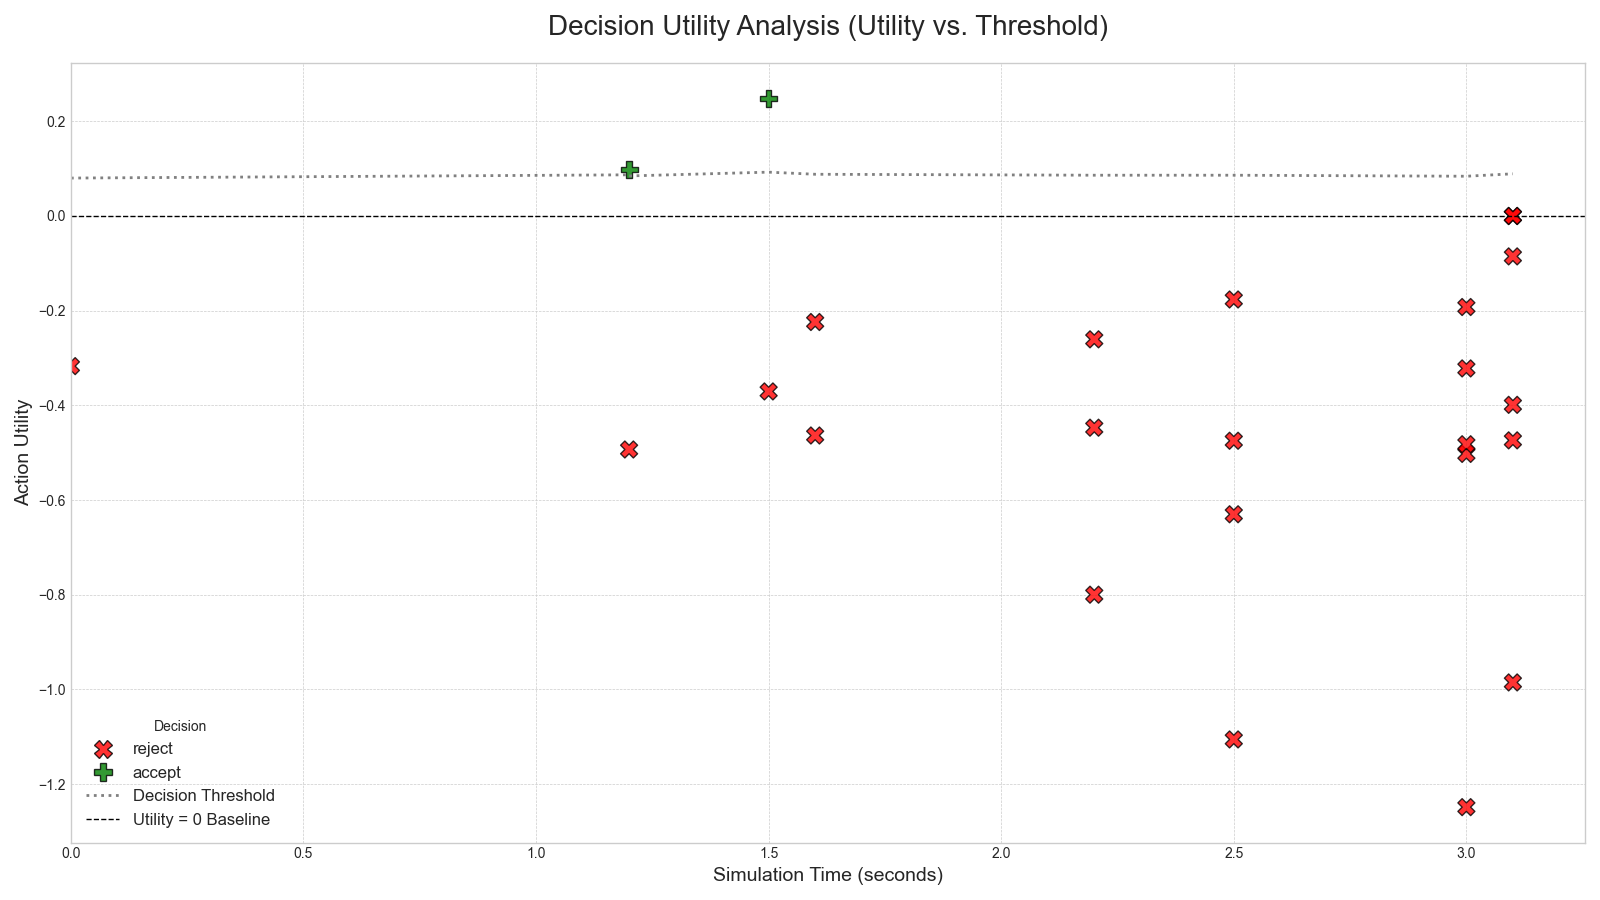 Decision Utility Analysis (Utility vs. Threshold)
Action Utility
0.2
0.0
−0.2
−0.4
−0.6
−0.8
−1.0
−1.2
Decision
reject
accept
Decision Threshold
Utility = 0 Baseline
0.0 0.5 1.0 1.5 2.0 2.5 3.0
Simulation Time (seconds)